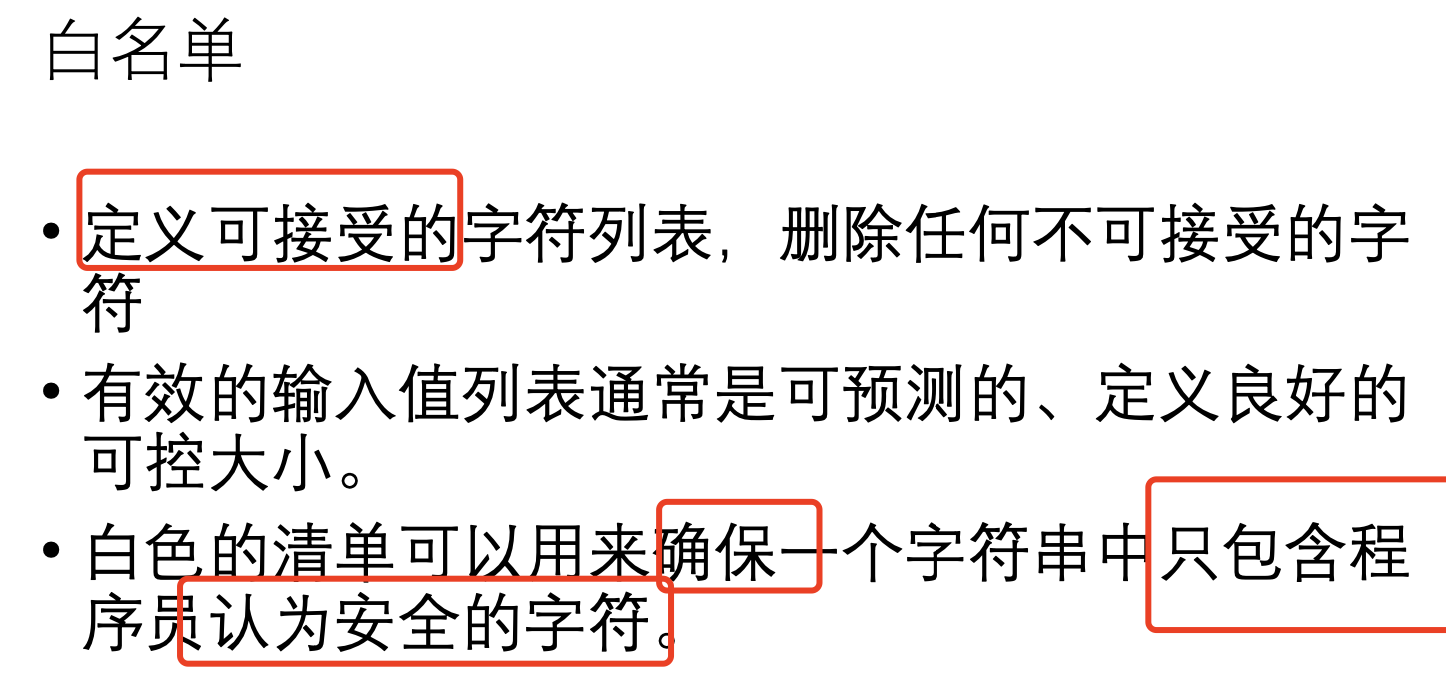 白名单
• 定义可接受的字符列表，删除任何不可接受的字
符
• 有效的输入值列表通常是可预测的、定义良好的
可控大小。
• 白色的清单可以用来确保一个字符串中只包含程
序员认为安全的字符。